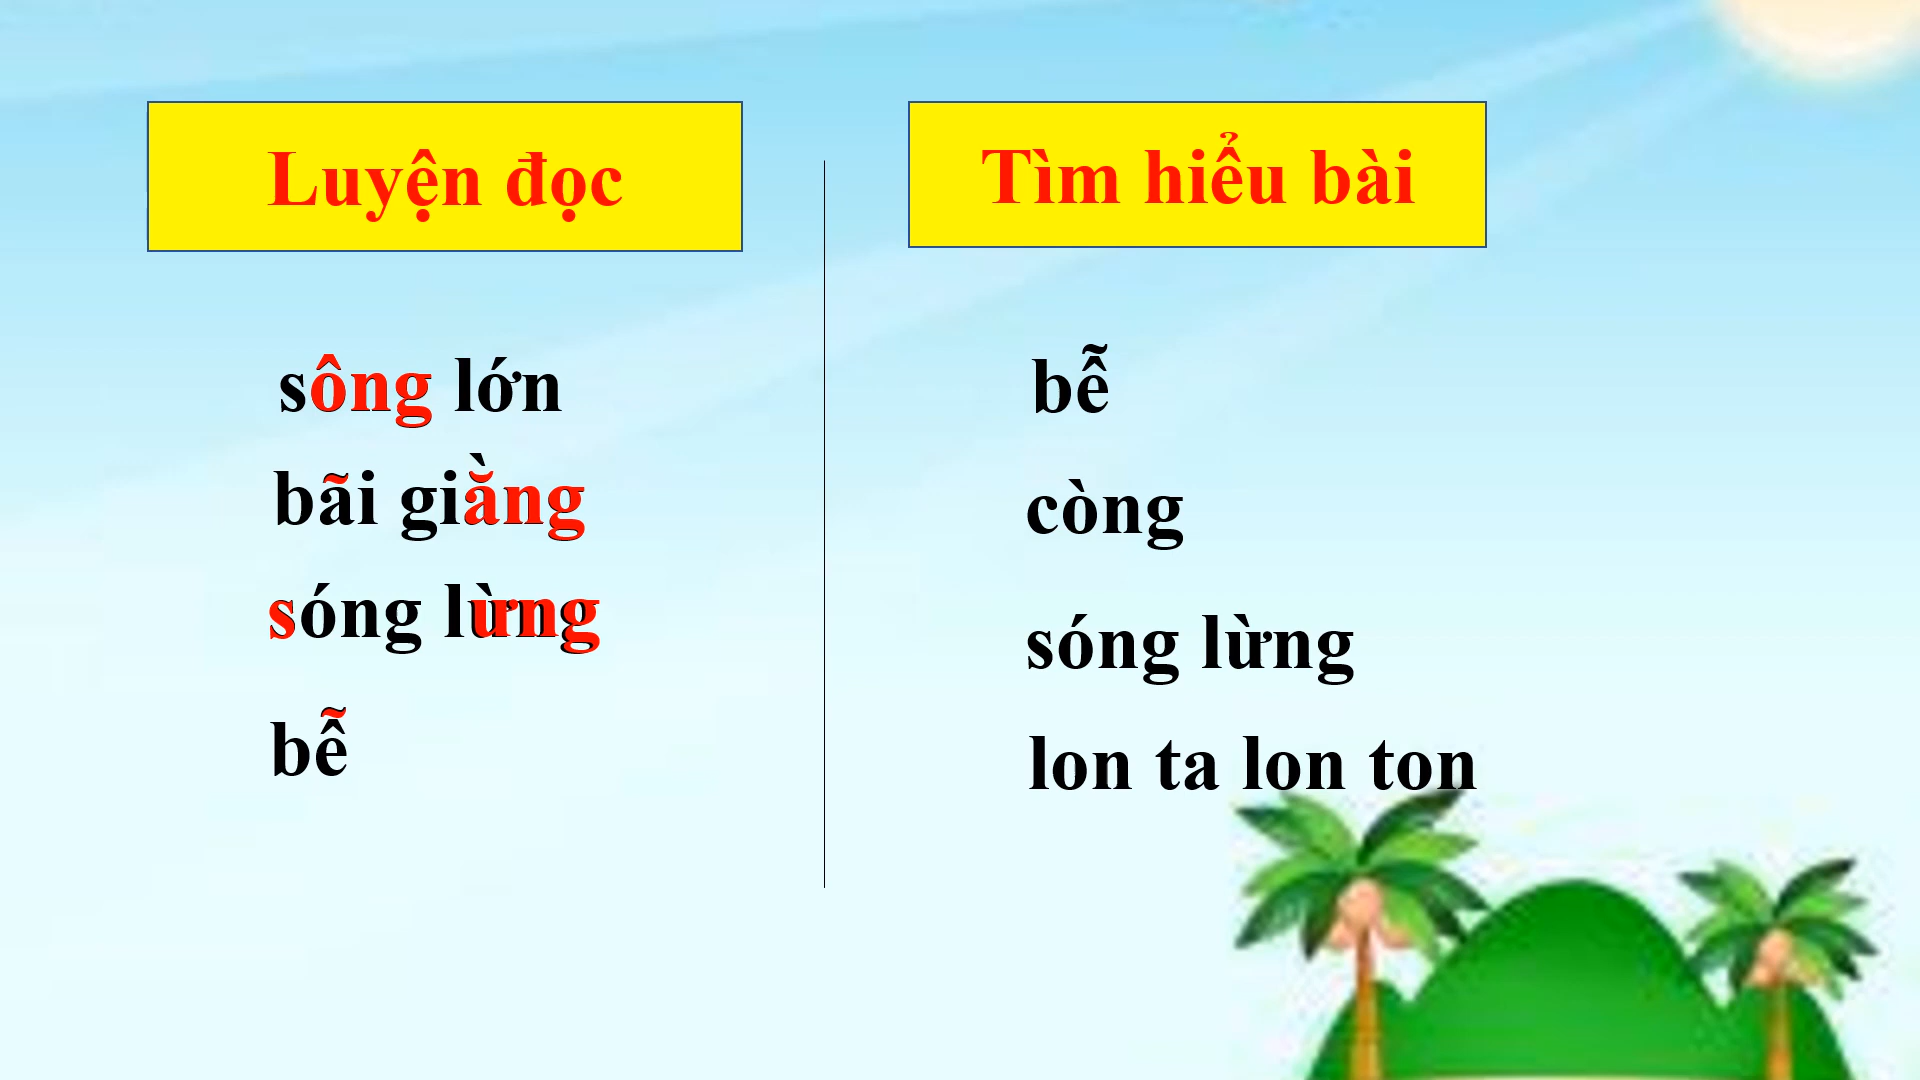 Luyện đọc
sông lớn
bãi giằng
sóng lừng
bễ
Tìm hiểu bài
bễ
còng
sóng lừng
lon ta lon ton